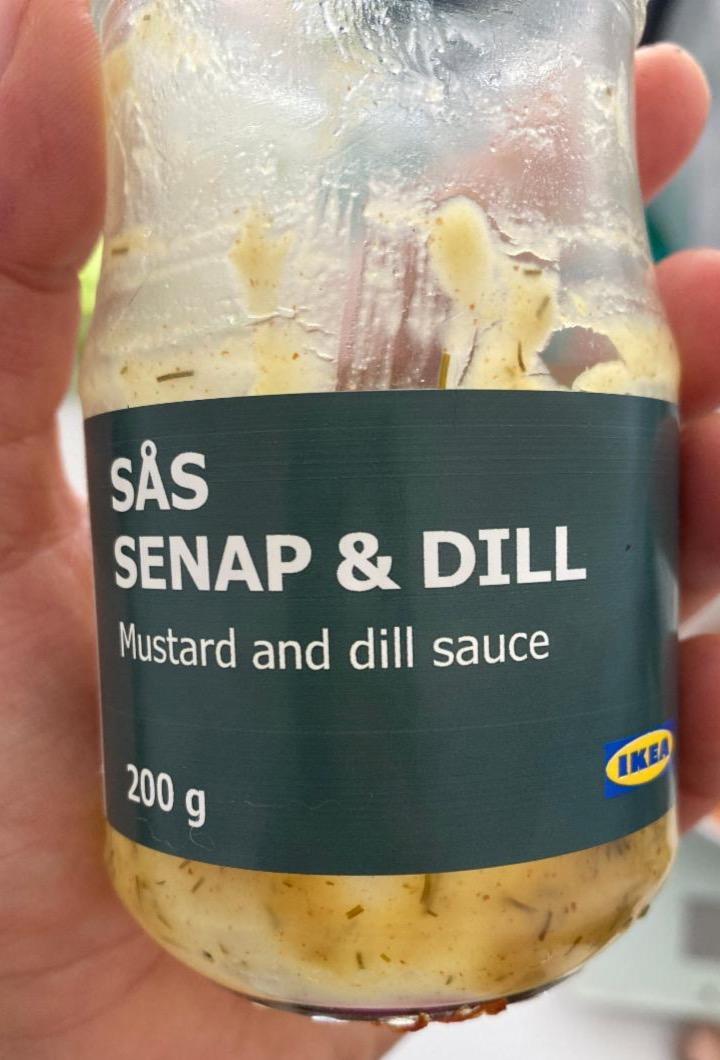 SÅS
SENAP & DILL
Mustard and dill sauce
200 g
IKEA